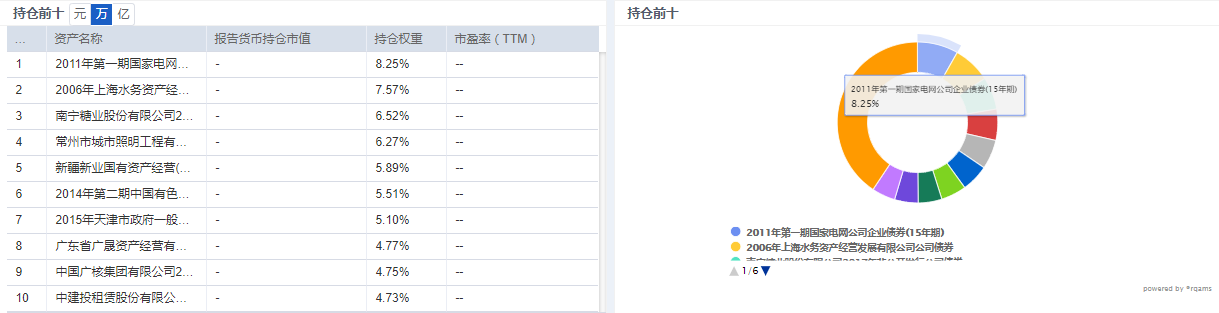 持仓前十 元 万 亿
... 资产名称 报告货币持仓市值 持仓权重 市盈率（TTM）
1 2011年第一期国家电网... - 8.25% --
2 2006年上海水务资产经... - 7.57% --
3 南宁糖业股份有限公司2... - 6.52% --
4 常州市城市照明工程有... - 6.27% --
5 新疆新业国有资产经营(... - 5.89% --
6 2014年第二期中国有色... - 5.51% --
7 2015年天津市政府一般... - 5.10% --
8 广东省广晟资产经营有... - 4.77% --
9 中国广核集团有限公司2... - 4.75% --
10 中建投租赁股份有限公... - 4.73% --
持仓前十
2011年第一期国家电网公司企业债券(15年期)
8.25%
2011年第一期国家电网公司企业债券(15年期)
2006年上海水务资产经营发展有限公司公司债券
1/6
powered by *rqams